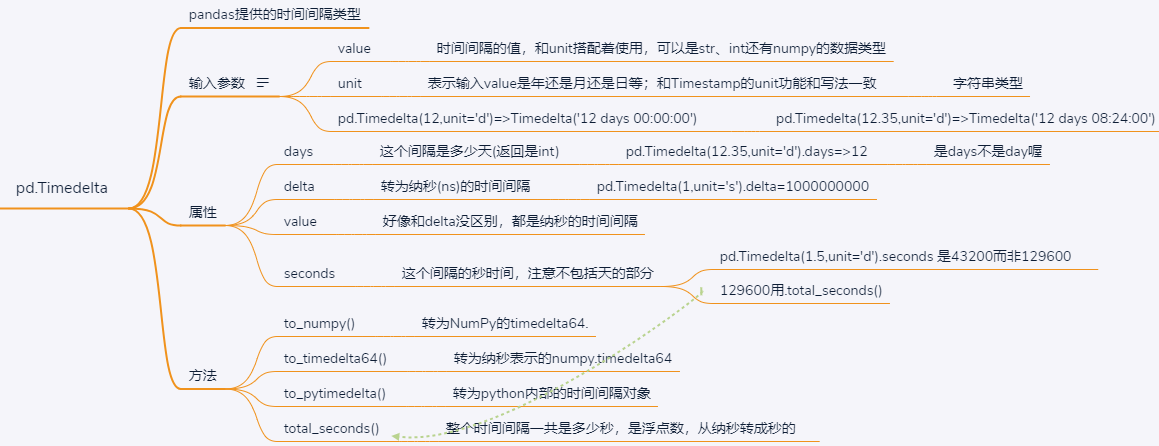 pd.Timedelta
pandas提供的时间间隔类型
输入参数
value 时间间隔的值，和unit搭配着使用，可以是str、int还有numpy的数据类型
unit 表示输入value是年还是月还是日等；和Timestamp的unit功能和写法一致 字符串类型
pd.Timedelta(12,unit='d')=>Timedelta('12 days 00:00:00') pd.Timedelta(12.35,unit='d')=>Timedelta('12 days 08:24:00')
属性
days 这个间隔是多少天(返回是int) pd.Timedelta(12.35,unit='d').days=>12 是days不是day喔
delta 转为纳秒(ns)的时间间隔 pd.Timedelta(1,unit='s').delta=1000000000
value 好像和delta没区别，都是纳秒的时间间隔
seconds 这个间隔的秒时间，注意不包括天的部分
pd.Timedelta(1.5,unit='d').seconds 是43200而非129600
129600用.total_seconds()
方法
to_numpy() 转为NumPy的timedelta64.
to_timedelta64() 转为纳秒表示的numpy.timedelta64
to_pytimedelta() 转为python内部的时间间隔对象
total_seconds() 整个时间间隔一共是多少秒，是浮点数，从纳秒转成秒的